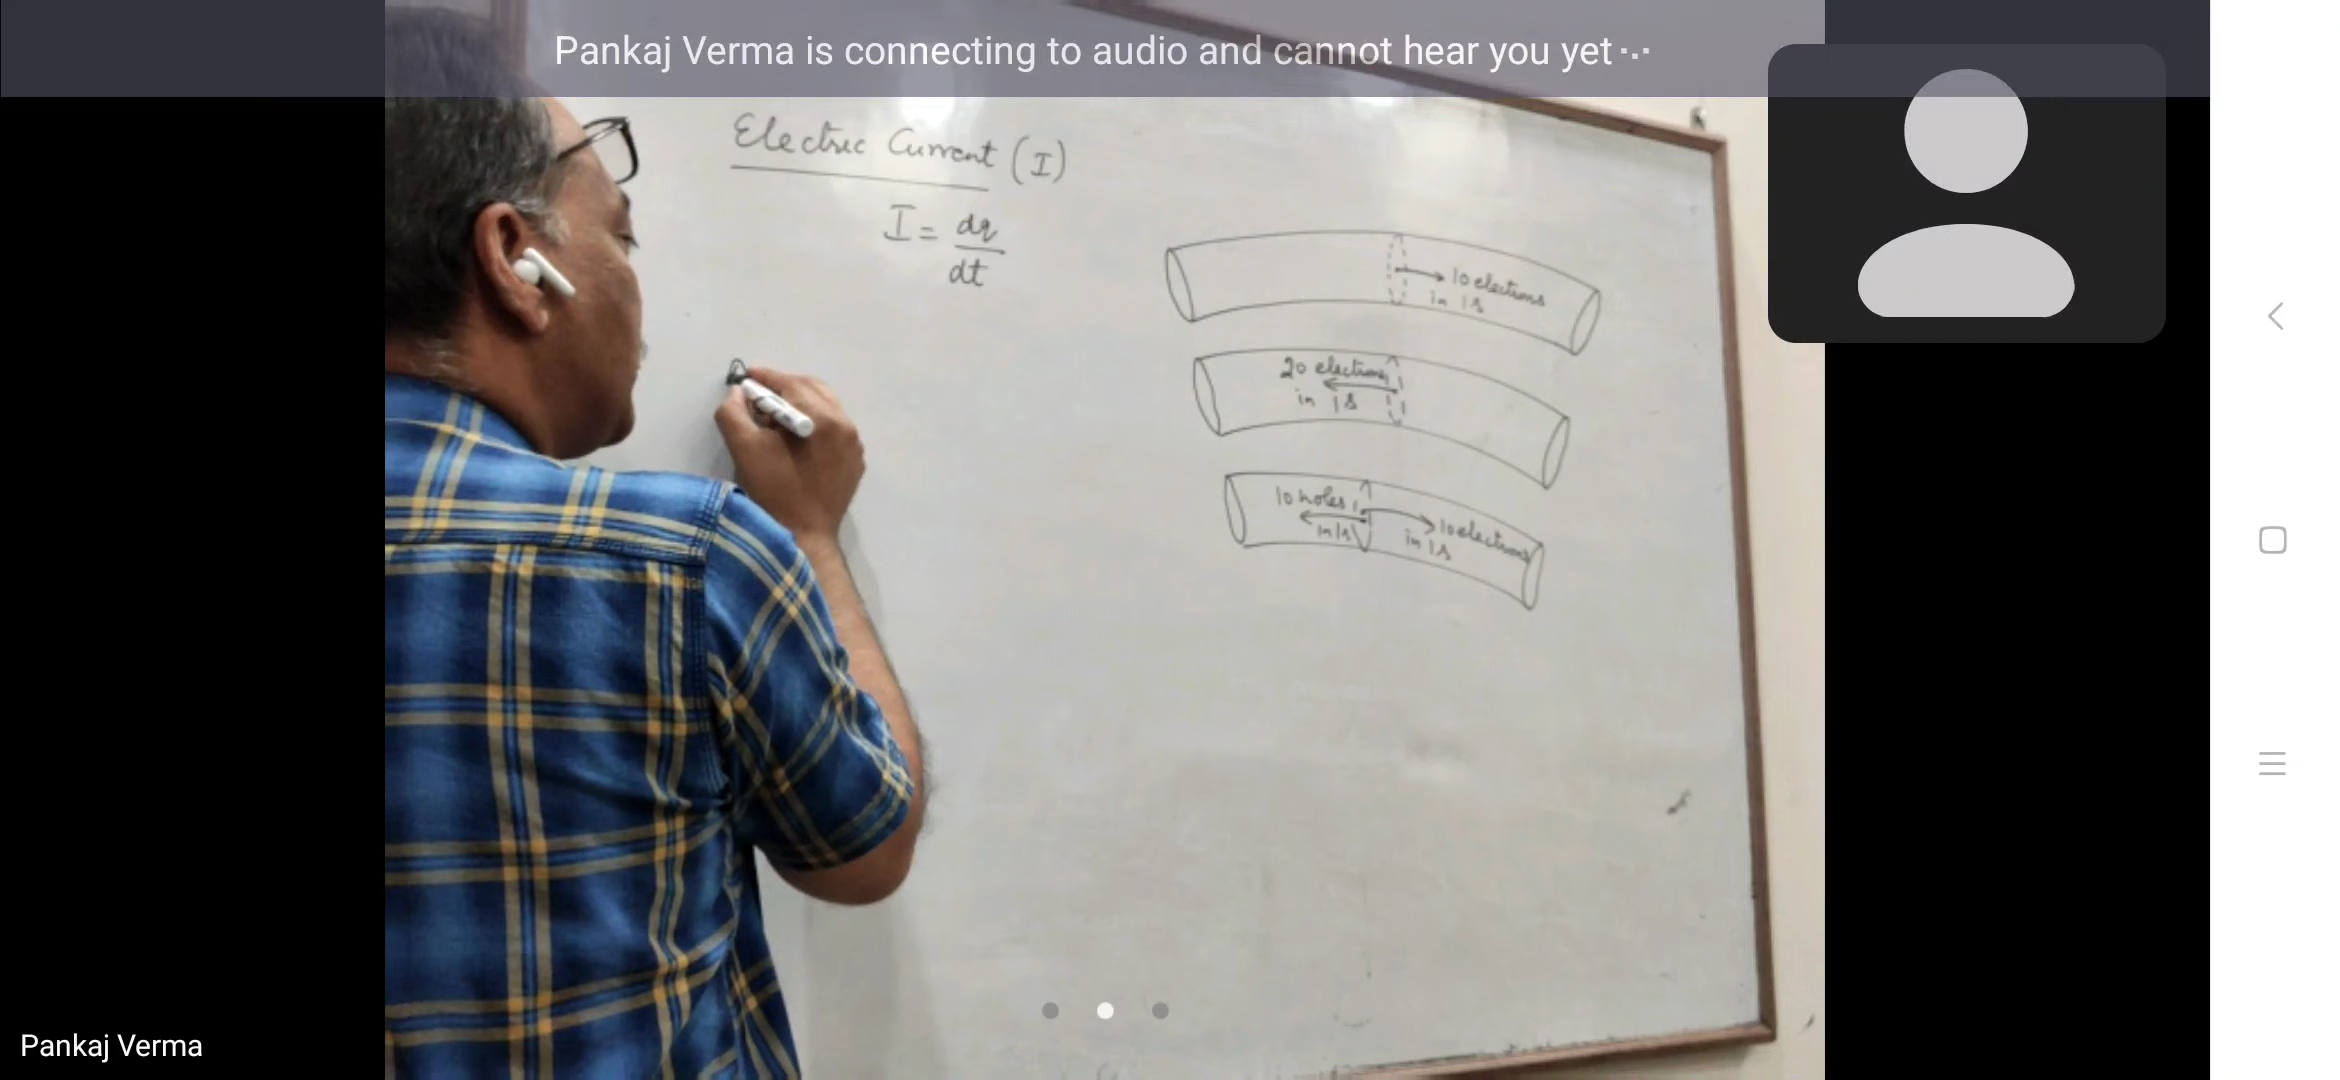 Pankaj Verma is connecting to audio and cannot hear you yet
Electric Current (I)
I = dq
dt
10 electrons
in 1s
20 electrons
in 1s
10 holes
in 1s
10 electrons
in 1s
Pankaj Verma